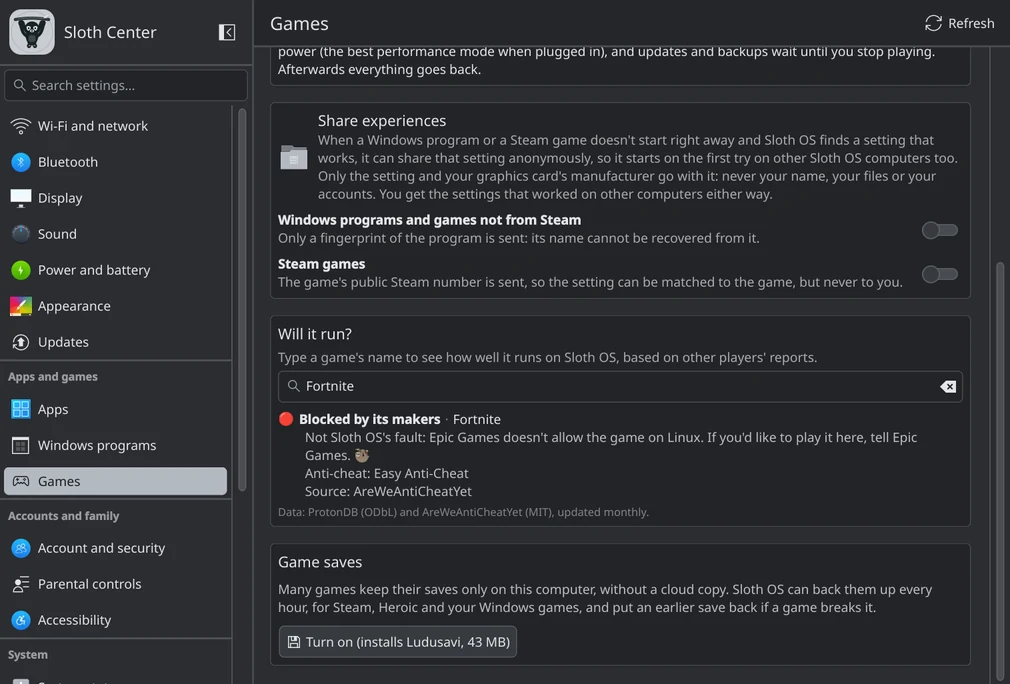 Sloth Center
Search settings...
Wi-Fi and network
Bluetooth
Display
Sound
Power and battery
Appearance
Updates
Apps and games
Apps
Windows programs
Games
Accounts and family
Account and security
Parental controls
Accessibility
System
Games
Refresh
power (the best performance mode when plugged in), and updates and backups wait until you stop playing.
Afterwards everything goes back.
Share experiences
When a Windows program or a Steam game doesn't start right away and Sloth OS finds a setting that
works, it can share that setting anonymously, so it starts on the first try on other Sloth OS computers too.
Only the setting and your graphics card's manufacturer go with it: never your name, your files or your
accounts. You get the settings that worked on other computers either way.
Windows programs and games not from Steam
Only a fingerprint of the program is sent: its name cannot be recovered from it.
Steam games
The game's public Steam number is sent, so the setting can be matched to the game, but never to you.
Will it run?
Type a game's name to see how well it runs on Sloth OS, based on other players' reports.
Fortnite
Blocked by its makers · Fortnite
Not Sloth OS's fault: Epic Games doesn't allow the game on Linux. If you'd like to play it here, tell Epic
Games. 🦥
Anti-cheat: Easy Anti-Cheat
Source: AreWeAntiCheatYet
Data: ProtonDB (ODbL) and AreWeAntiCheatYet (MIT), updated monthly.
Game saves
Many games keep their saves only on this computer, without a cloud copy. Sloth OS can back them up every
hour, for Steam, Heroic and your Windows games, and put an earlier save back if a game breaks it.
Turn on (installs Ludusavi, 43 MB)